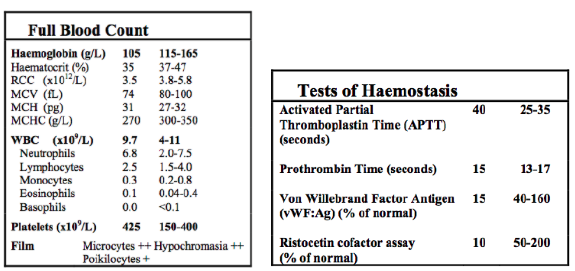 Full Blood Count
Haemoglobin (g/L) 105 115-165
Haematocrit (%) 35 37-47
RCC (x10¹²/L) 3.5 3.8-5.8
MCV (fL) 74 80-100
MCH (pg) 31 27-32
MCHC (g/L) 270 300-350
WBC (x10⁹/L) 9.7 4-11
Neutrophils 6.8 2.0-7.5
Lymphocytes 2.5 1.5-4.0
Monocytes 0.3 0.2-0.8
Eosinophils 0.1 0.04-0.4
Basophils 0.0 <0.1
Platelets (x10⁹/L) 425 150-400
Film Microcytes ++ Hypochromasia ++
Poikilocytes +
Tests of Haemostasis
Activated Partial 40 25-35
Thromboplastin Time (APTT)
(seconds)
Prothrombin Time (seconds) 15 13-17
Von Willebrand Factor Antigen 15 40-160
(vWF:Ag) (% of normal)
Ristocetin cofactor assay 10 50-200
(% of normal)